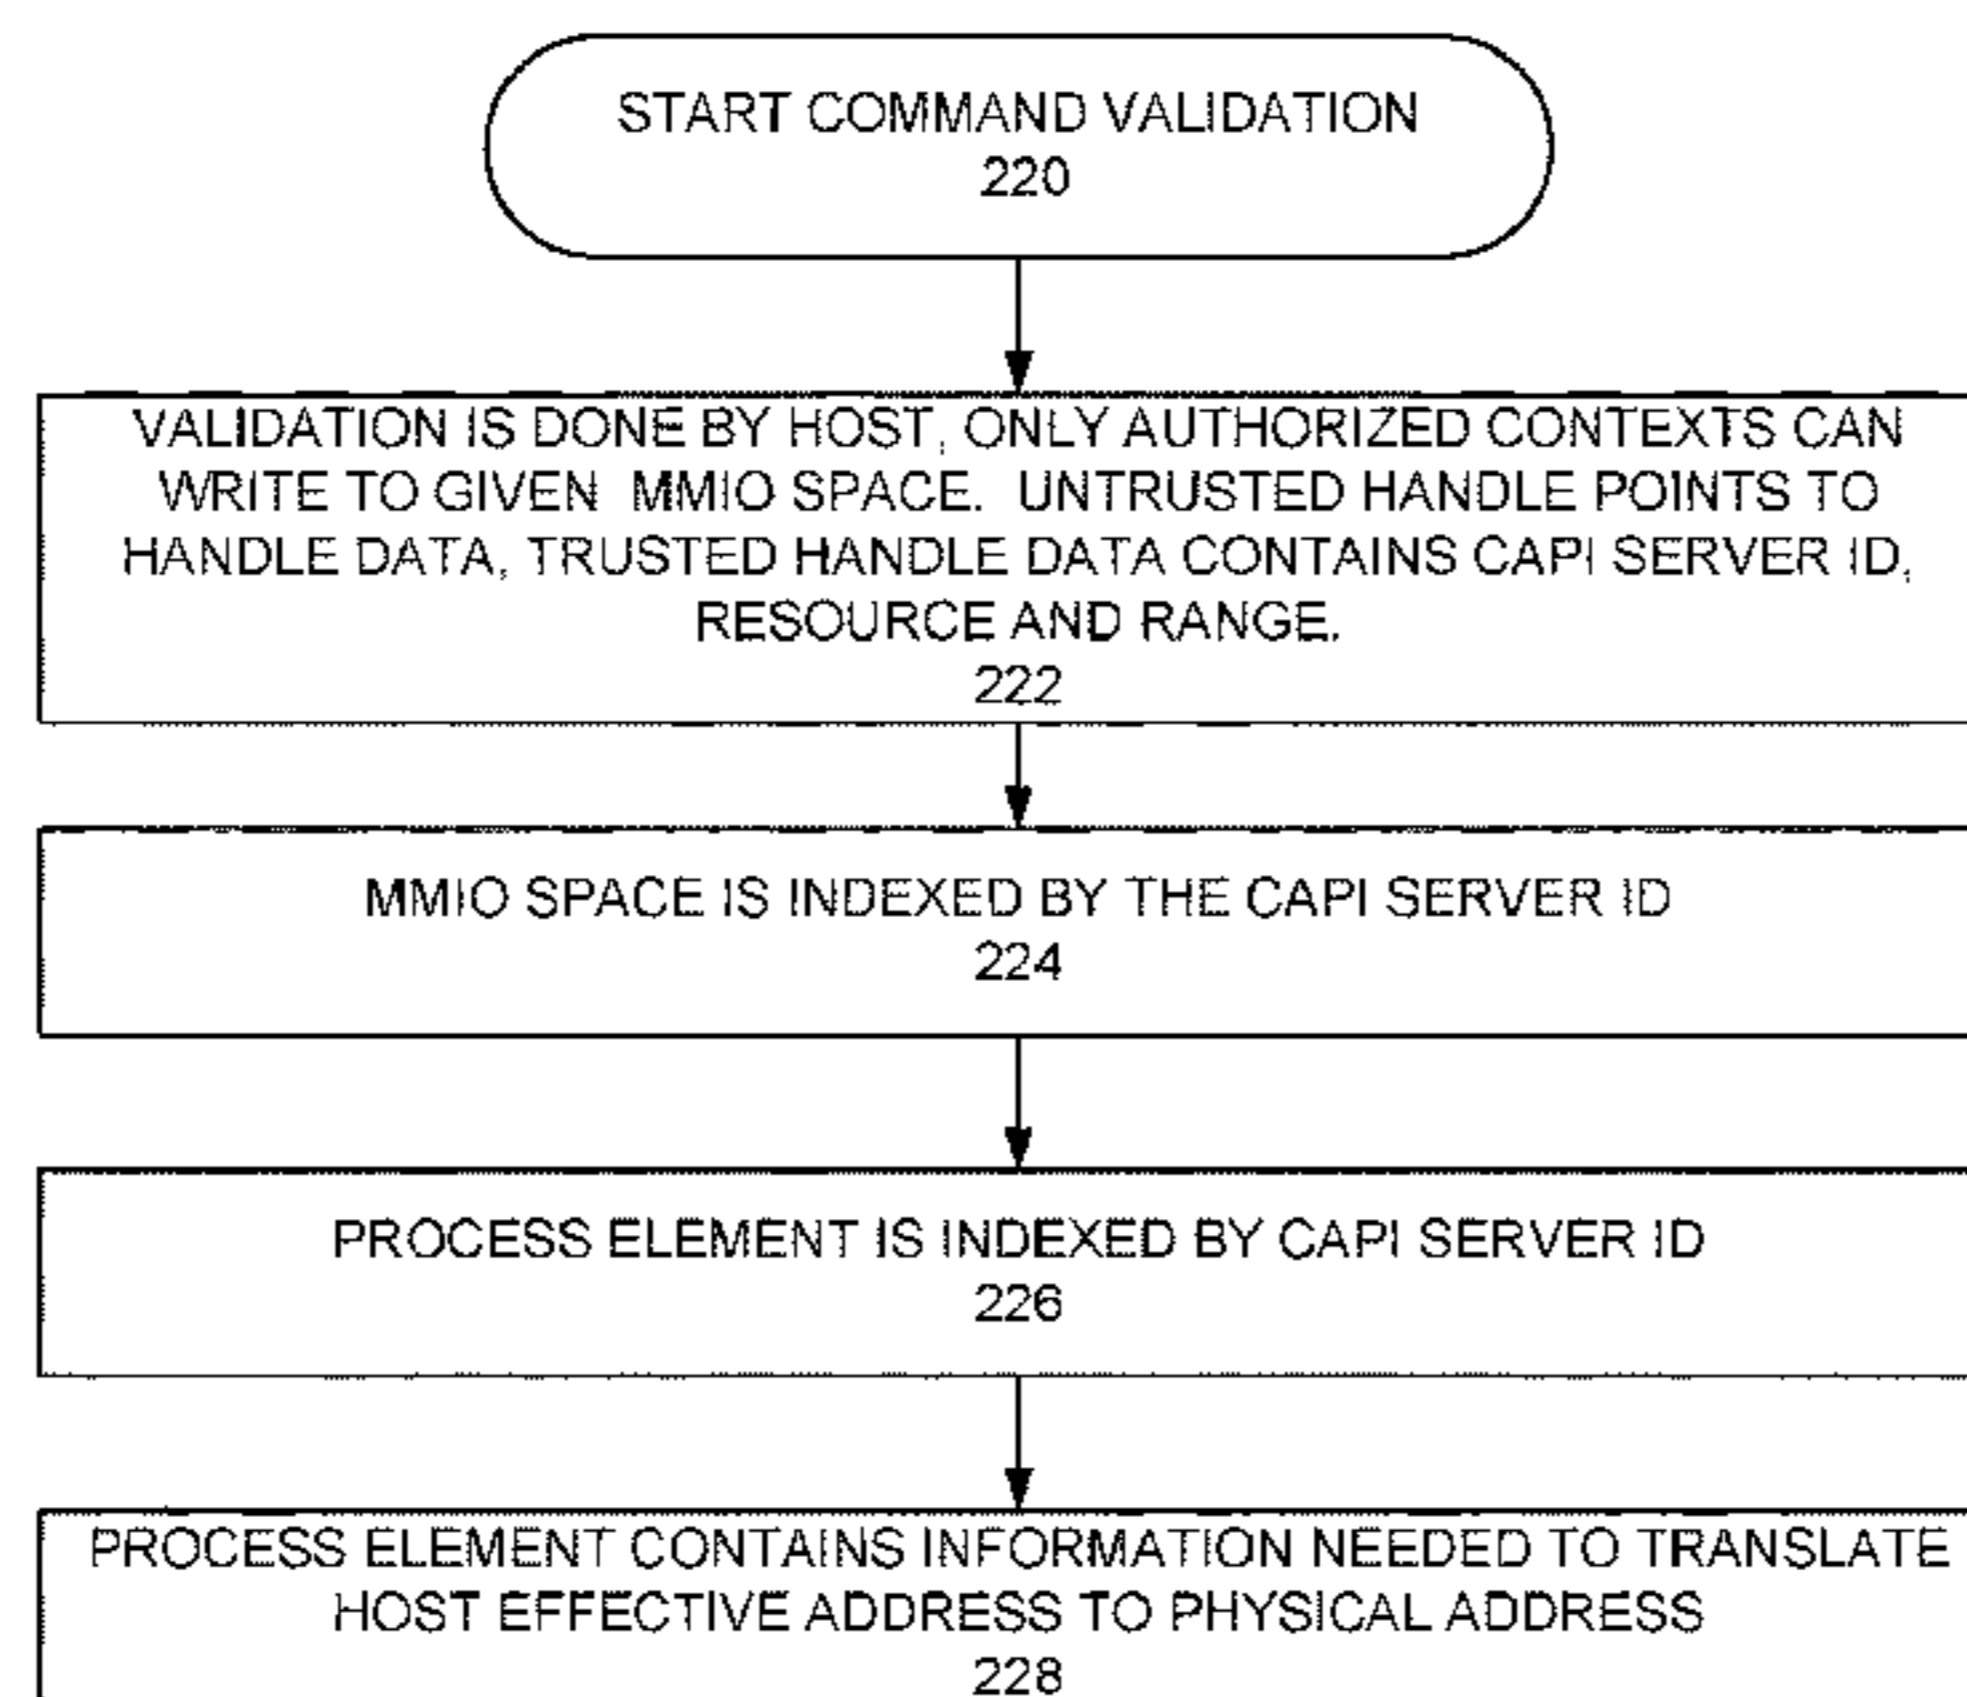 START COMMAND VALIDATION
220
VALIDATION IS DONE BY HOST, ONLY AUTHORIZED CONTEXTS CAN
WRITE TO GIVEN MMIO SPACE. UNTRUSTED HANDLE POINTS TO
HANDLE DATA, TRUSTED HANDLE DATA CONTAINS CAPI SERVER ID,
RESOURCE AND RANGE.
222
MMIO SPACE IS INDEXED BY THE CAPI SERVER ID
224
PROCESS ELEMENT IS INDEXED BY CAPI SERVER ID
226
PROCESS ELEMENT CONTAINS INFORMATION NEEDED TO TRANSLATE
HOST EFFECTIVE ADDRESS TO PHYSICAL ADDRESS
228